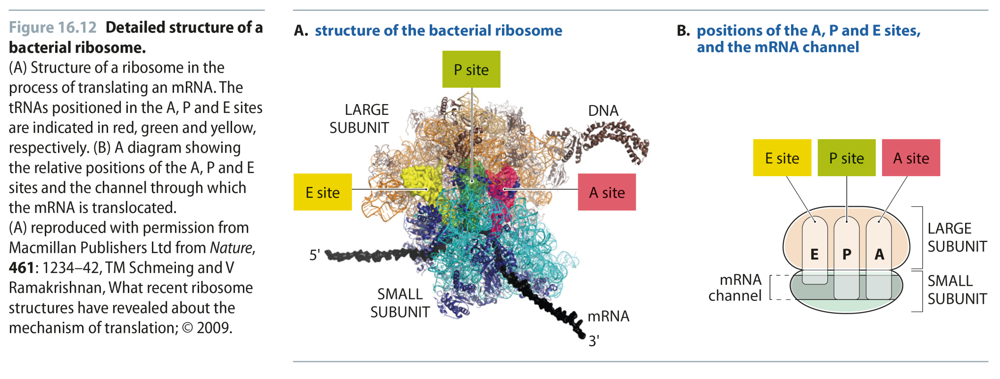 Figure 16.12 Detailed structure of a
bacterial ribosome.
(A) Structure of a ribosome in the
process of translating an mRNA. The
tRNAs positioned in the A, P and E sites
are indicated in red, green and yellow,
respectively. (B) A diagram showing
the relative positions of the A, P and E
sites and the channel through which
the mRNA is translocated.
(A) reproduced with permission from
Macmillan Publishers Ltd from Nature,
461: 1234–42, TM Schmeing and V
Ramakrishnan, What recent ribosome
structures have revealed about the
mechanism of translation; © 2009.
A. structure of the bacterial ribosome
P site
LARGE
SUBUNIT
DNA
E site
A site
5'
SMALL
SUBUNIT
mRNA
3'
B. positions of the A, P and E sites,
and the mRNA channel
E site
P site
A site
E
P
A
LARGE
SUBUNIT
mRNA
channel
SMALL
SUBUNIT